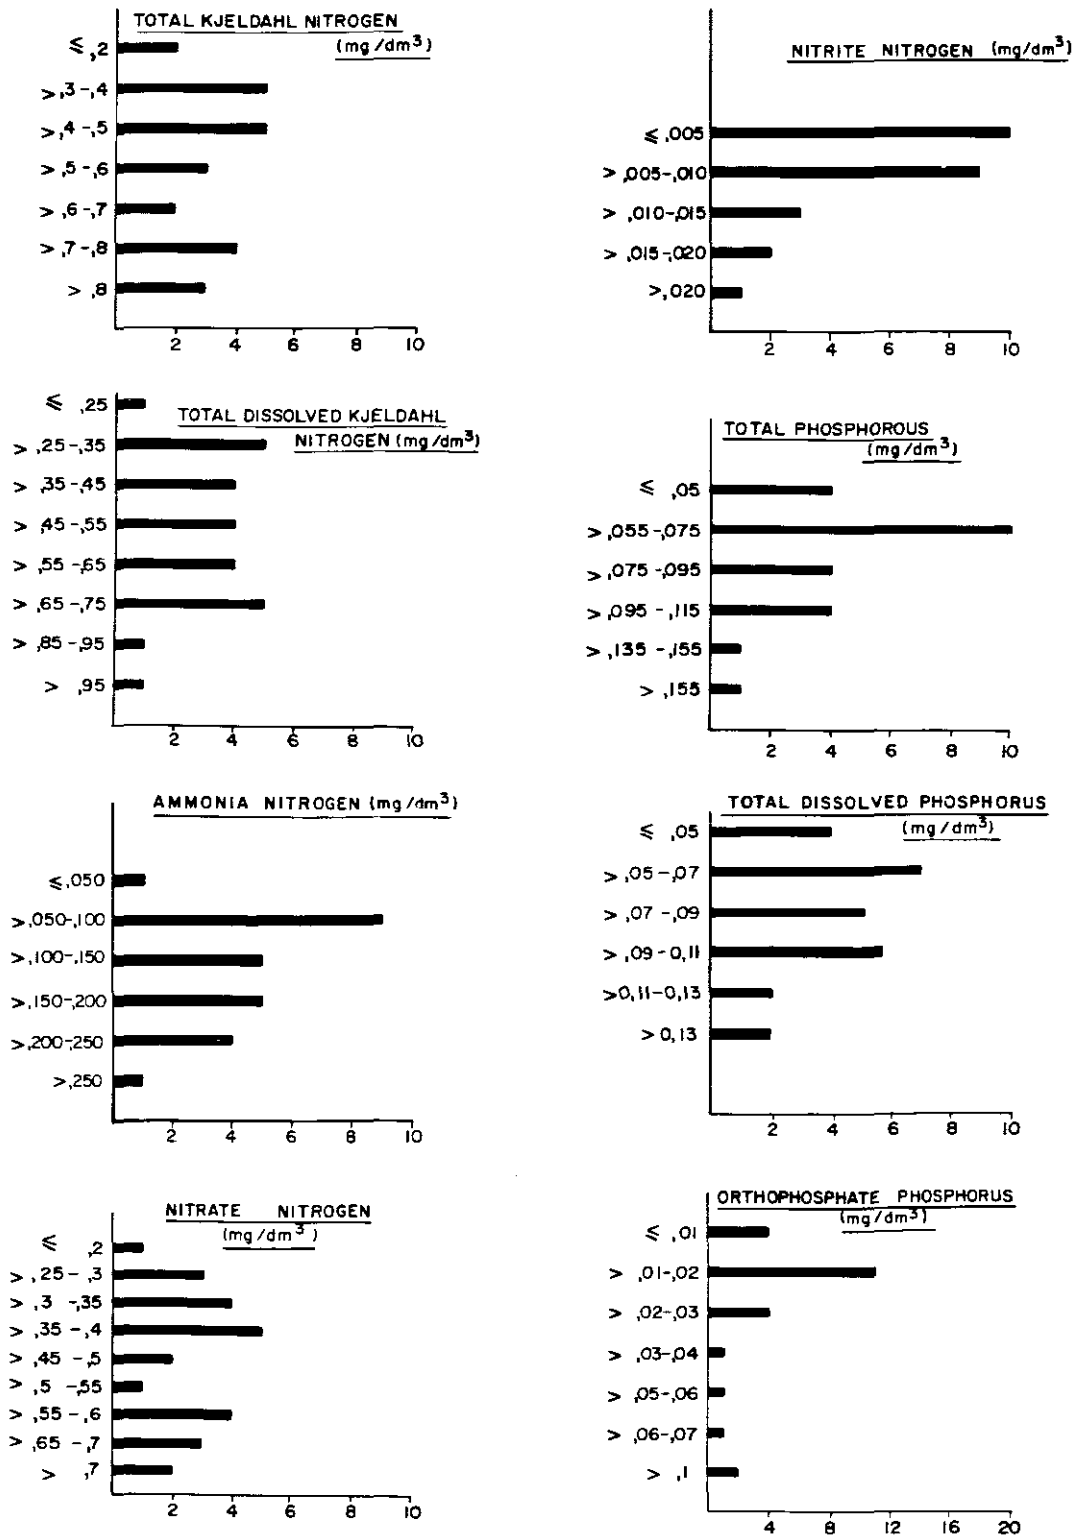 TOTAL KJELDAHL NITROGEN
(mg/dm³)
≤ ,2
> ,3-,4
> ,4-,5
> ,5-,6
> ,6-,7
> ,7-,8
> ,8
2 4 6 8 10
TOTAL DISSOLVED KJELDAHL
NITROGEN (mg/dm³)
≤ ,25
> ,25-,35
> ,35-,45
> ,45-,55
> ,55-,65
> ,65-,75
> ,85-,95
> ,95
2 4 6 8 10
AMMONIA NITROGEN (mg/dm³)
≤ ,050
> ,050-,100
> ,100-,150
> ,150-,200
> ,200-,250
> ,250
2 4 6 8 10
NITRATE NITROGEN
(mg/dm³)
≤ ,2
> ,25-,3
> ,3-,35
> ,35-,4
> ,45-,5
> ,5-,55
> ,55-,6
> ,65-,7
> ,7
2 4 6 8 10
NITRITE NITROGEN (mg/dm³)
≤ ,005
> ,005-,010
> ,010-,015
> ,015-,020
> ,020
2 4 6 8 10
TOTAL PHOSPHOROUS
(mg/dm³)
≤ ,05
> ,055-,075
> ,075-,095
> ,095-,115
> ,135-,155
> ,155
2 4 6 8 10
TOTAL DISSOLVED PHOSPHORUS
(mg/dm³)
≤ ,05
> ,05-,07
> ,07-,09
> ,09-0,11
> 0,11-0,13
> 0,13
2 4 6 8 10
ORTHOPHOSPHATE PHOSPHORUS
(mg/dm³)
≤ ,01
> ,01-,02
> ,02-,03
> ,03-,04
> ,05-,06
> ,06-,07
> ,1
4 8 12 16 20